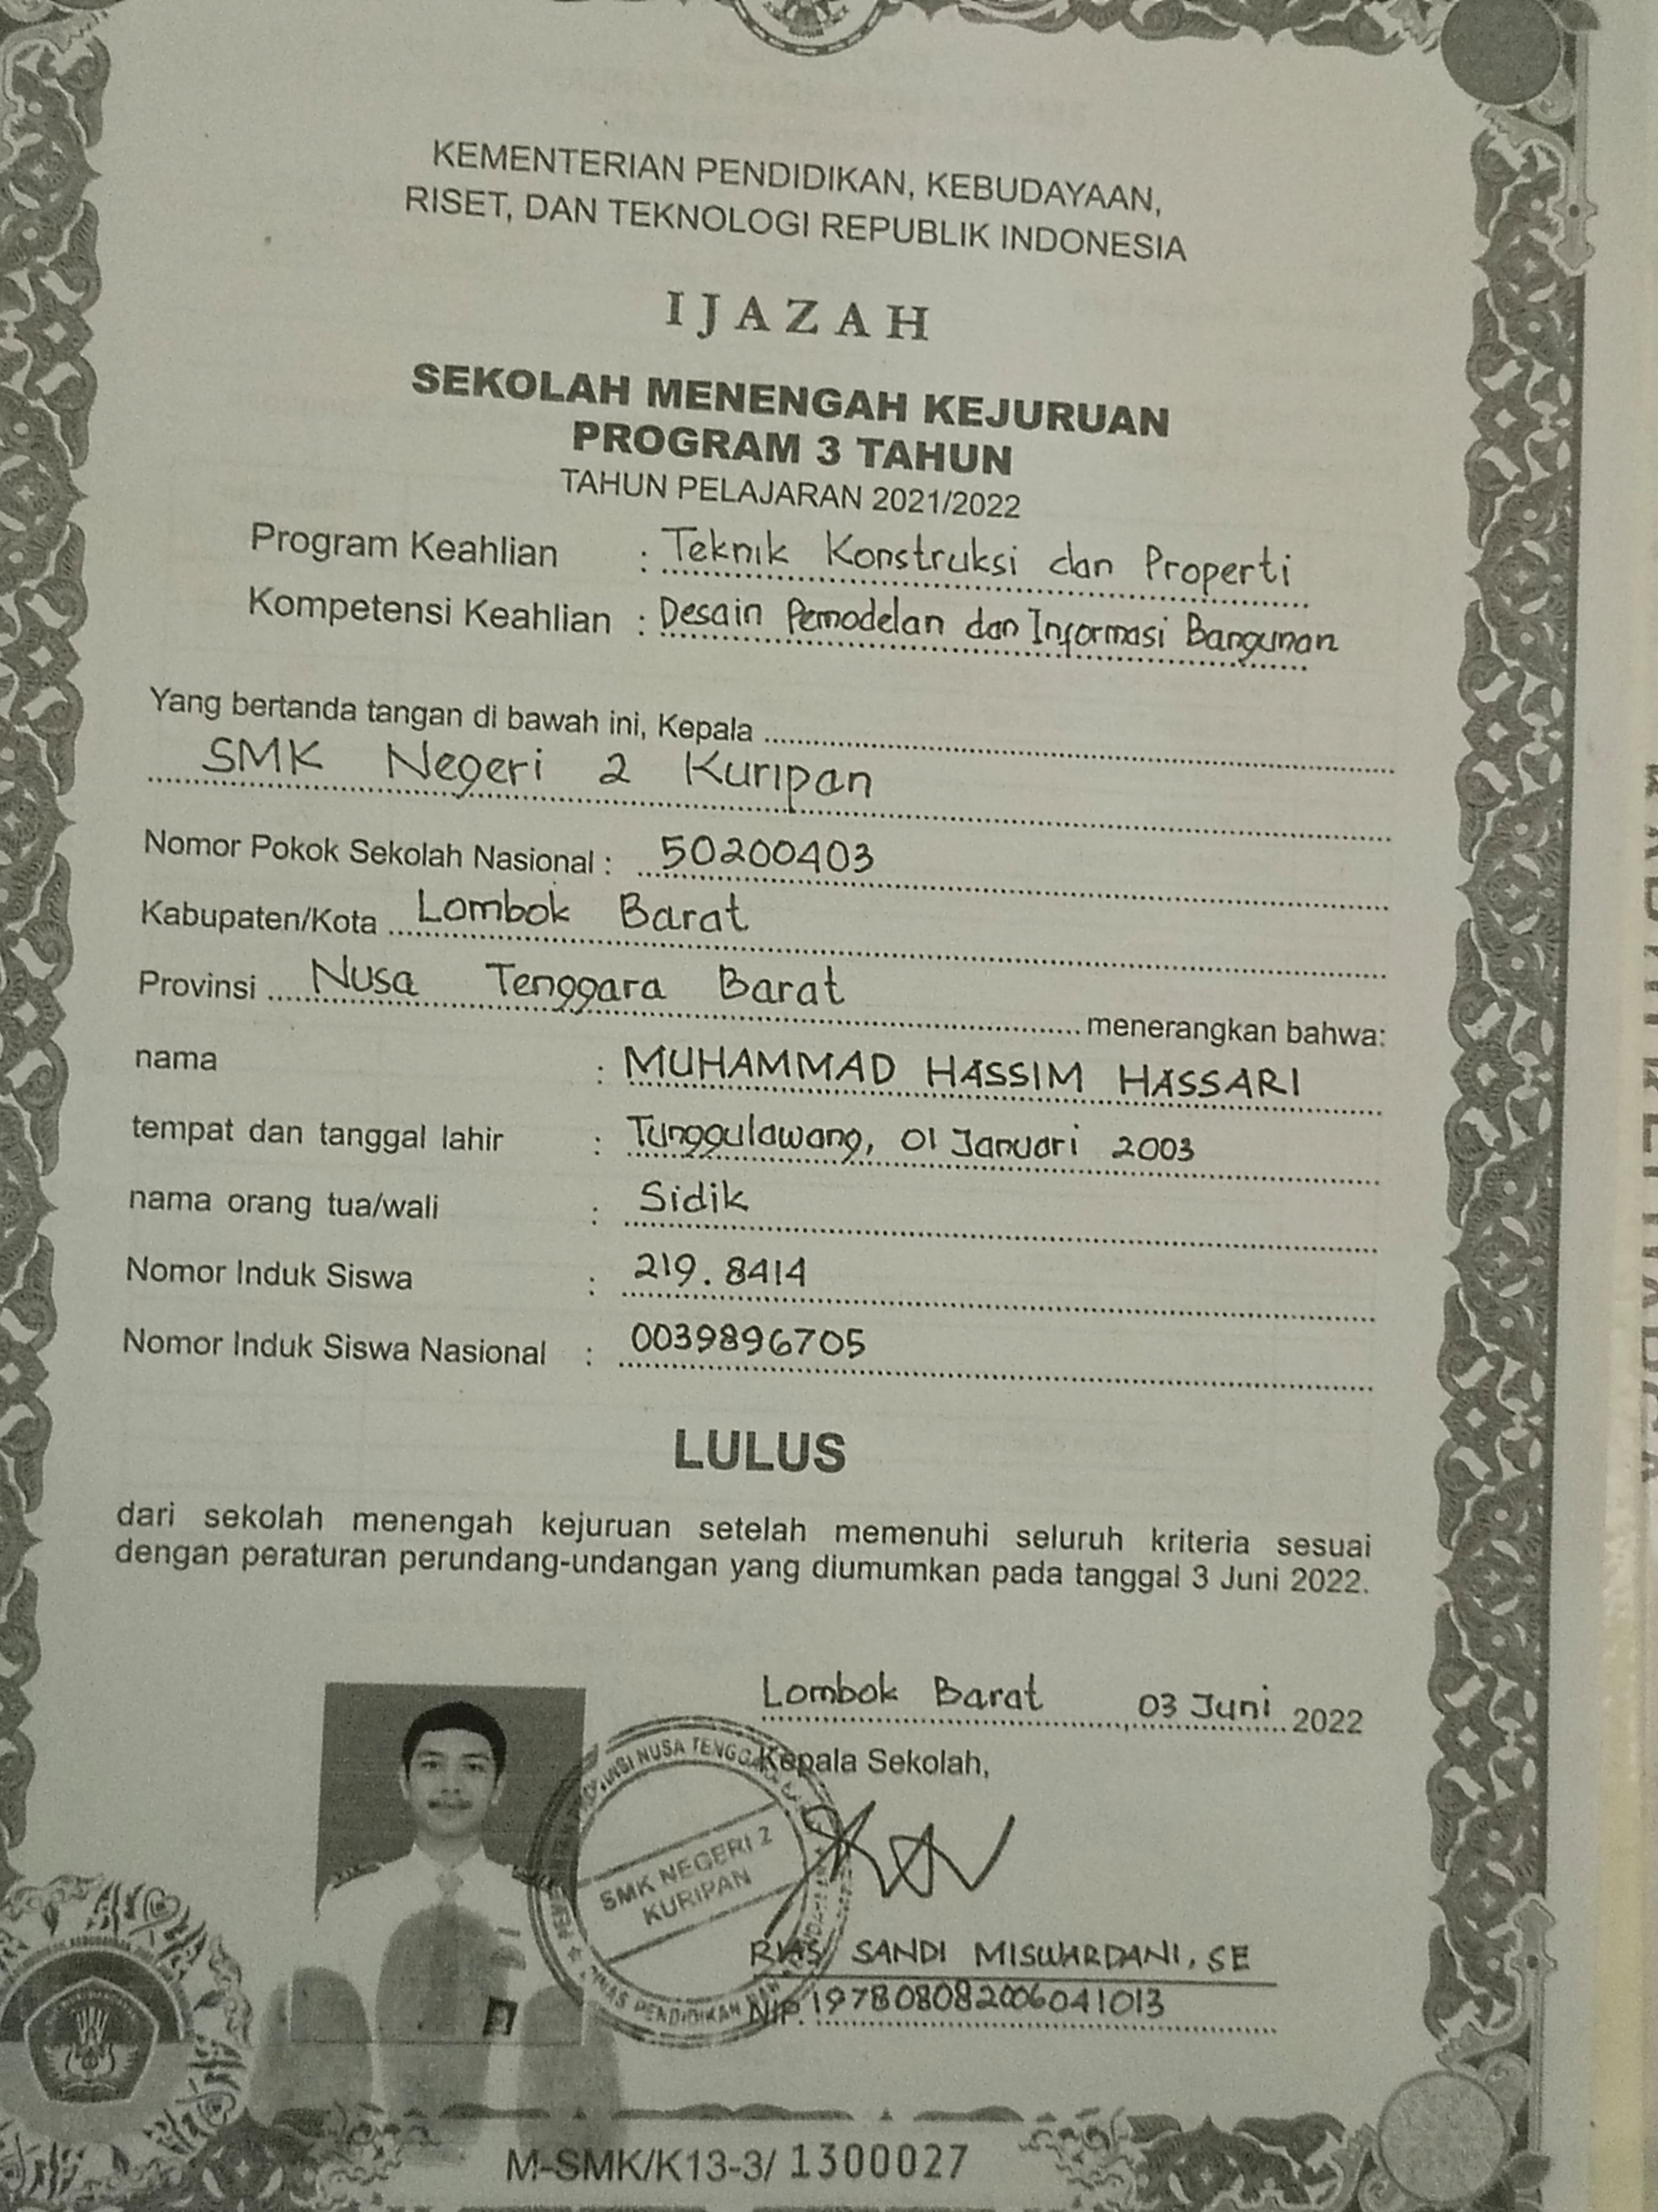 KEMENTERIAN PENDIDIKAN, KEBUDAYAAN,
RISET, DAN TEKNOLOGI REPUBLIK INDONESIA
IJAZAH
SEKOLAH MENENGAH KEJURUAN
PROGRAM 3 TAHUN
TAHUN PELAJARAN 2021/2022
Program Keahlian : Teknik Konstruksi dan Properti
Kompetensi Keahlian : Desain Pemodelan dan Informasi Bangunan
Yang bertanda tangan di bawah ini, Kepala
SMK Negeri 2 Kuripan
Nomor Pokok Sekolah Nasional : 50200403
Kabupaten/Kota Lombok Barat
Provinsi Nusa Tenggara Barat menerangkan bahwa:
nama : MUHAMMAD HASSIM HASSARI
tempat dan tanggal lahir : Tunggulawang, 01 Januari 2003
nama orang tua/wali : Sidik
Nomor Induk Siswa : 219.8414
Nomor Induk Siswa Nasional : 0039896705
LULUS
dari sekolah menengah kejuruan setelah memenuhi seluruh kriteria sesuai
dengan peraturan perundang-undangan yang diumumkan pada tanggal 3 Juni 2022.
Lombok Barat, 03 Juni 2022
Kepala Sekolah,
SMK NEGERI 2
KURIPAN
RIAS SANDI MISWARDANI, SE
NIP. 197808082006041013
M-SMK/K13-3/ 1300027